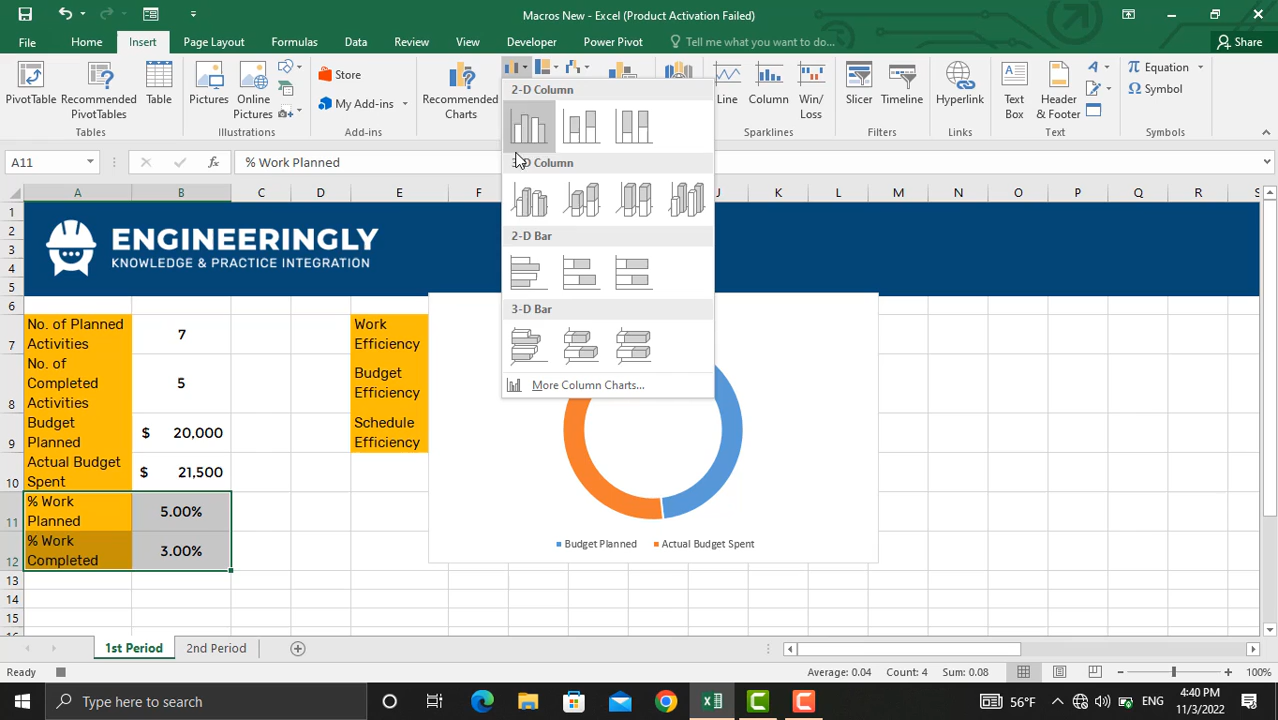 Macros New - Excel (Product Activation Failed)
File Home Insert Page Layout Formulas Data Review View Developer Power Pivot Tell me what you want to do... Share
PivotTable Recommended PivotTables Table
Tables
Pictures Online Pictures
Illustrations
Store
My Add-ins
Add-ins
Recommended Charts
Line Column Win/Loss
Sparklines
Slicer Timeline
Filters
Hyperlink
Links
Text Box Header & Footer
Text
Equation
Symbol
Symbols
2-D Column
Column
2-D Bar
3-D Bar
More Column Charts...
A11 fx % Work Planned
A B C D E F J K L M N O P Q R S
1
2
3
4
5
6
7
8
9
10
11
12
13
14
15
16
ENGINEERINGLY
KNOWLEDGE & PRACTICE INTEGRATION
No. of Planned Activities 7
No. of Completed Activities 5
Budget Planned $ 20,000
Actual Budget Spent $ 21,500
% Work Planned 5.00%
% Work Completed 3.00%
Work Efficiency
Budget Efficiency
Schedule Efficiency
Budget Planned Actual Budget Spent
1st Period 2nd Period
Ready Average: 0.04 Count: 4 Sum: 0.08 100%
Type here to search 56°F ENG 4:40 PM
11/3/2022